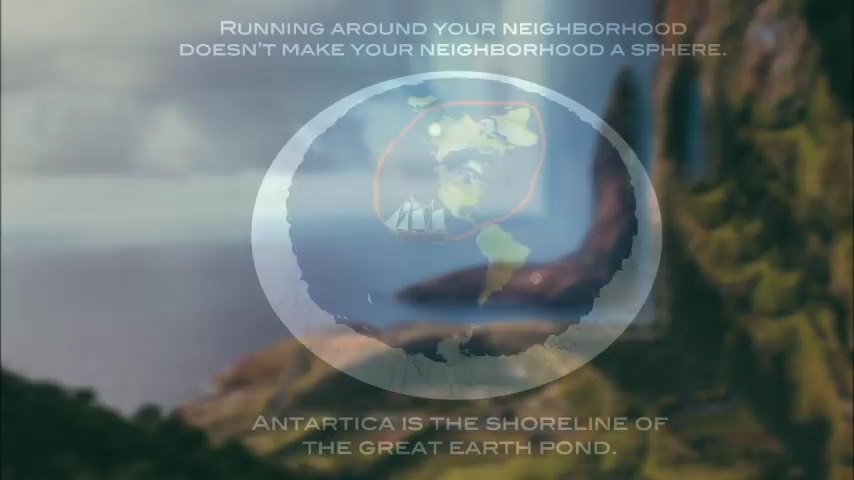 Running around your neighborhood
doesn't make your neighborhood a sphere.
Antartica is the shoreline of
the great earth pond.